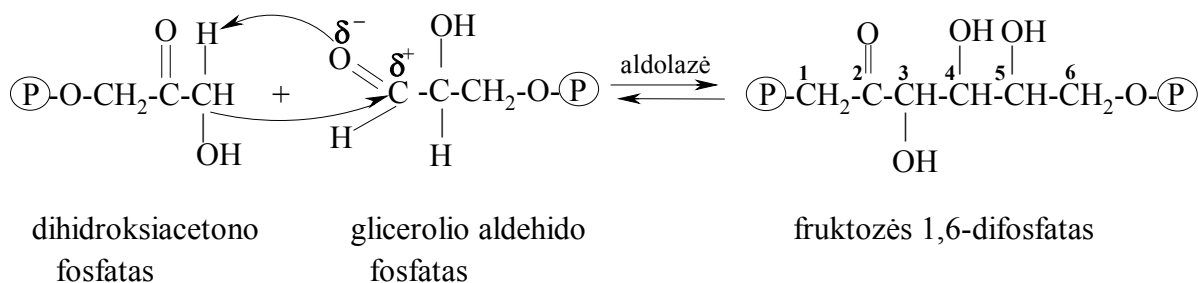 δ⁻
O H O δ⁺ OH O OH OH
aldolazė
Ⓟ-O-CH₂-C-CH + C-C-CH₂-O-Ⓟ Ⓟ-CH₂-C-CH-CH-CH-CH₂-O-Ⓟ
1 2 3 4 5 6
OH H H OH
dihidroksiacetono glicerolio aldehido fruktozės 1,6-difosfatas
fosfatas fosfatas